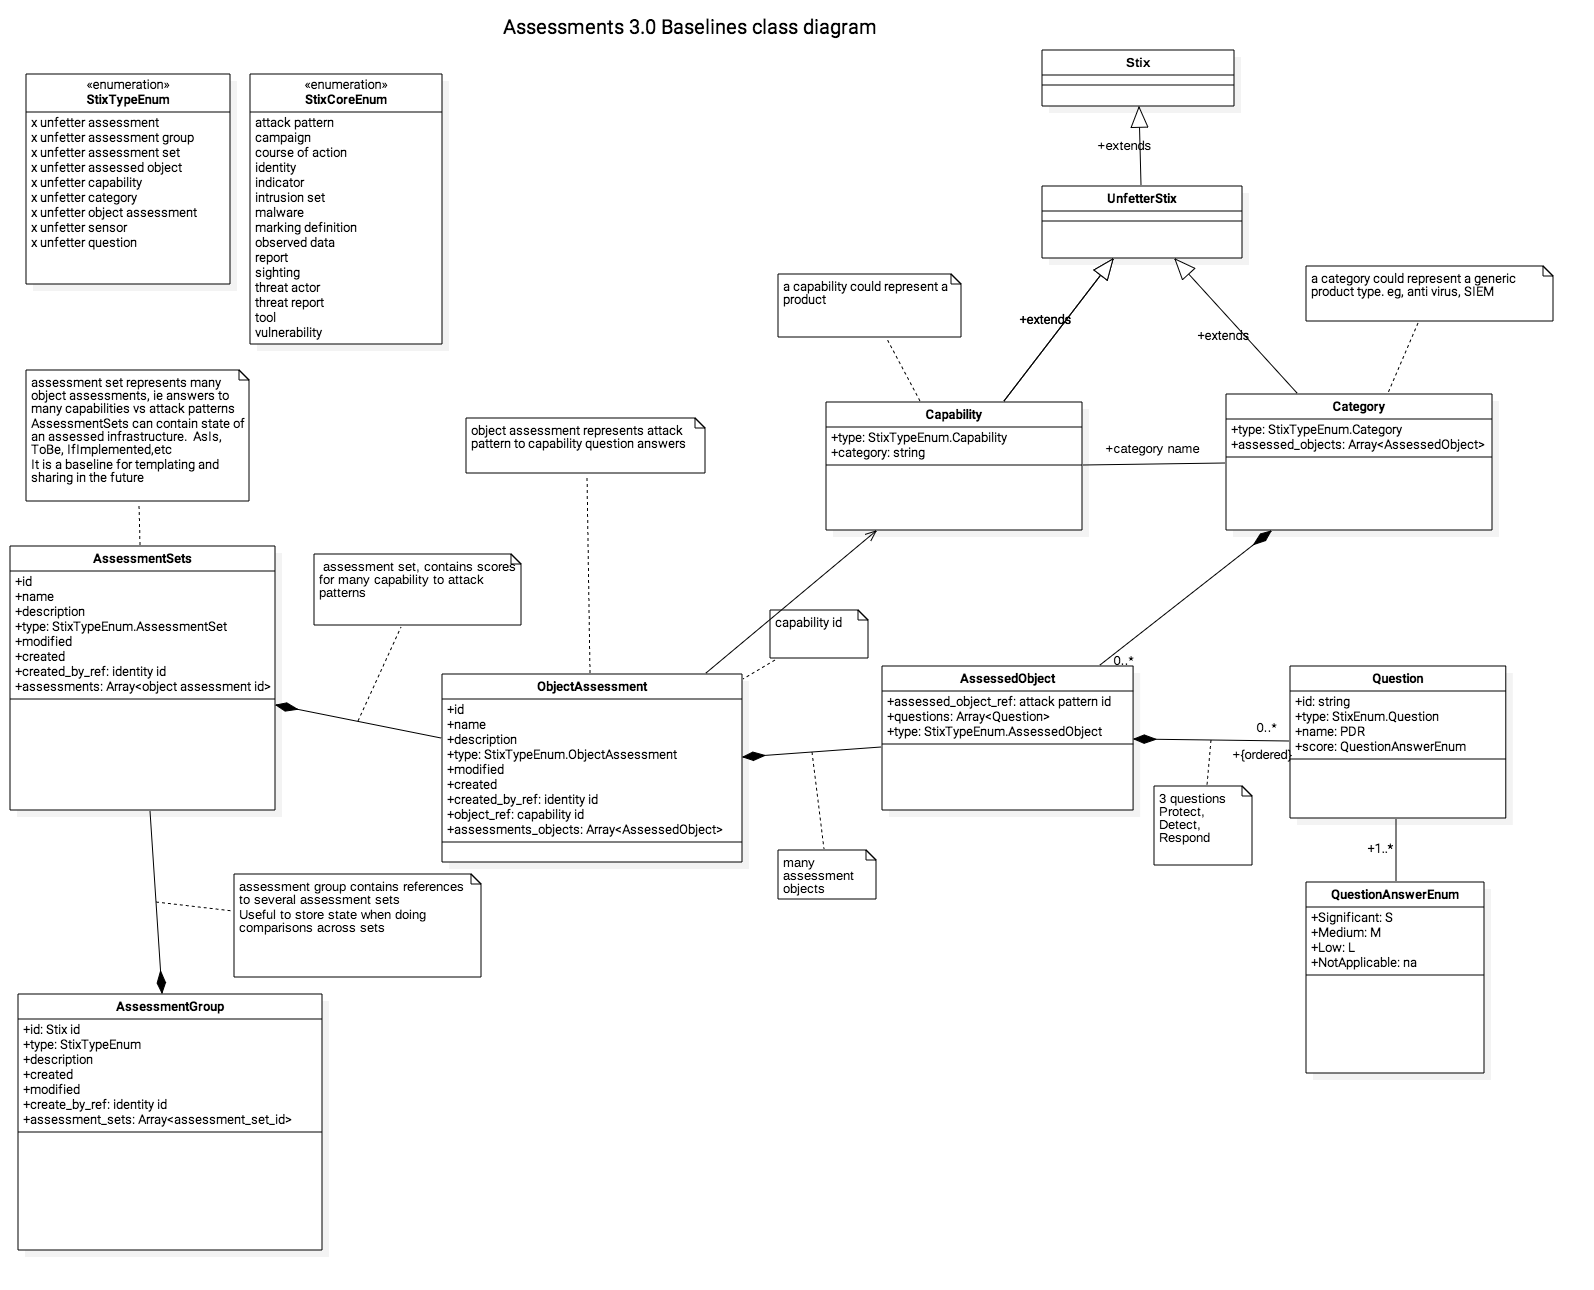 Assessments 3.0 Baselines class diagram
«enumeration»
StixTypeEnum
x unfetter assessment
x unfetter assessment group
x unfetter assessment set
x unfetter assessed object
x unfetter capability
x unfetter category
x unfetter object assessment
x unfetter sensor
x unfetter question
«enumeration»
StixCoreEnum
attack pattern
campaign
course of action
identity
indicator
intrusion set
malware
marking definition
observed data
report
sighting
threat actor
threat report
tool
vulnerability
Stix
+extends
UnfetterStix
+extends
+extends
a capability could represent a
product
a category could represent a generic
product type. eg, anti virus, SIEM
assessment set represents many
object assessments, ie answers to
many capabilities vs attack patterns
AssessmentSets can contain state of
an assessed infrastructure.  AsIs,
ToBe, IfImplemented,etc
It is a baseline for templating and
sharing in the future
object assessment represents attack
pattern to capability question answers
Capability
+type: StixTypeEnum.Capability
+category: string
+category name
Category
+type: StixTypeEnum.Category
+assessed_objects: Array<AssessedObject>
AssessmentSets
+id
+name
+description
+type: StixTypeEnum.AssessmentSet
+modified
+created
+created_by_ref: identity id
+assessments: Array<object assessment id>
assessment set, contains scores
for many capability to attack
patterns
capability id
ObjectAssessment
+id
+name
+description
+type: StixTypeEnum.ObjectAssessment
+modified
+created
+created_by_ref: identity id
+object_ref: capability id
+assessments_objects: Array<AssessedObject>
0..*
AssessedObject
+assessed_object_ref: attack pattern id
+questions: Array<Question>
+type: StixTypeEnum.AssessedObject
0..*
+{ordered}
Question
+id: string
+type: StixEnum.Question
+name: PDR
+score: QuestionAnswerEnum
3 questions
Protect,
Detect,
Respond
many
assessment
objects
+1..*
QuestionAnswerEnum
+Significant: S
+Medium: M
+Low: L
+NotApplicable: na
assessment group contains references
to several assessment sets
Useful to store state when doing
comparisons across sets
AssessmentGroup
+id: Stix id
+type: StixTypeEnum
+description
+created
+modified
+create_by_ref: identity id
+assessment_sets: Array<assessment_set_id>